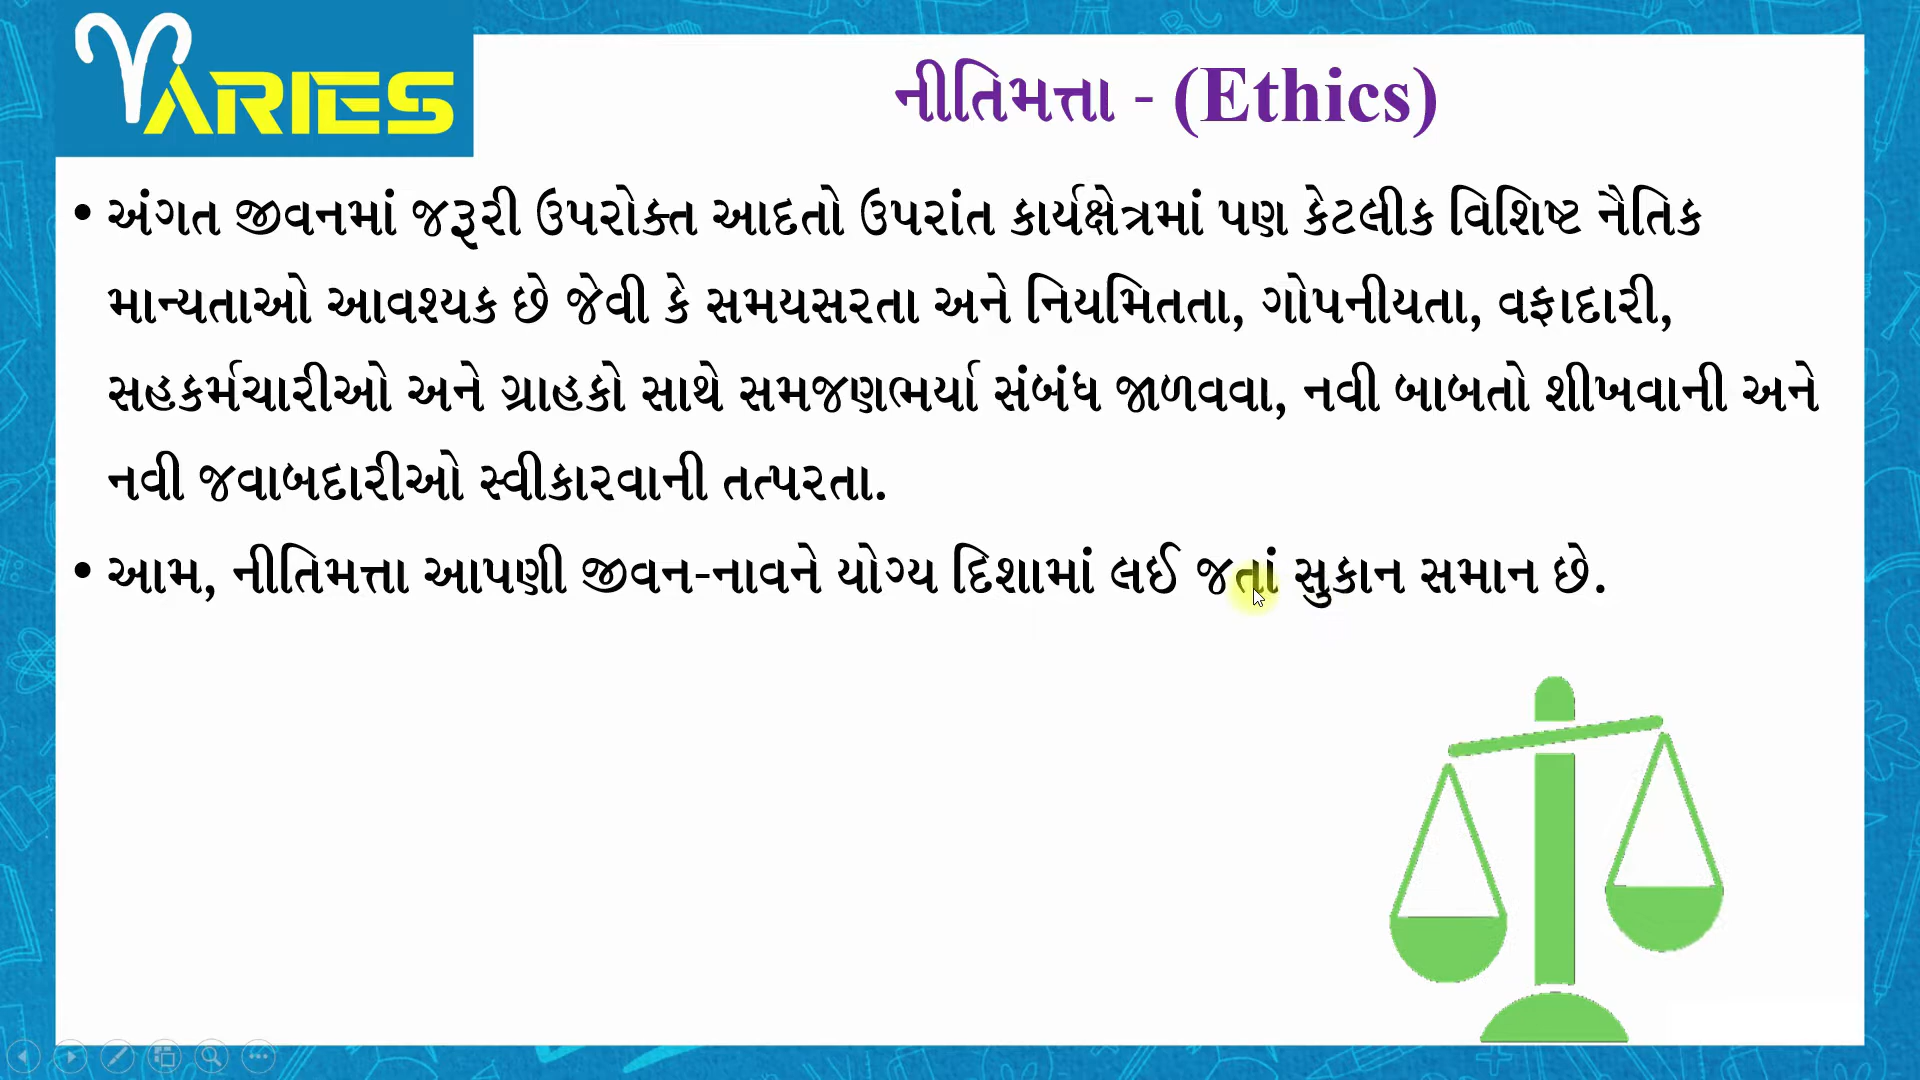 ARIES
નીતિમત્તા - (Ethics)
• અંગત જીવનમાં જરૂરી ઉપરોક્ત આદતો ઉપરાંત કાર્યક્ષેત્રમાં પણ કેટલીક વિશિષ્ટ નૈતિક
માન્યતાઓ આવશ્યક છે જેવી કે સમયસરતા અને નિયમિતતા, ગોપનીયતા, વફાદારી,
સહકર્મચારીઓ અને ગ્રાહકો સાથે સમજણભર્યા સંબંધ જાળવવા, નવી બાબતો શીખવાની અને
નવી જવાબદારીઓ સ્વીકારવાની તત્પરતા.
• આમ, નીતિમત્તા આપણી જીવન-નાવને યોગ્ય દિશામાં લઈ જતાં સુકાન સમાન છે.